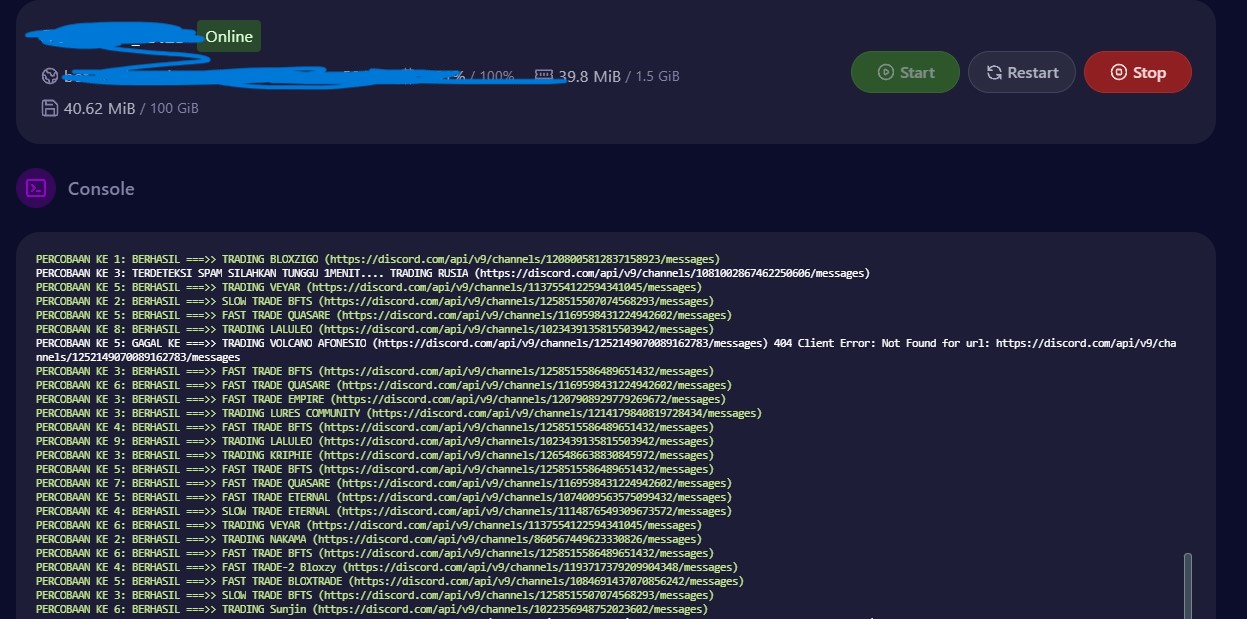 Online
% / 100%
39.8 MiB / 1.5 GiB
Start
Restart
Stop
40.62 MiB / 100 GiB
Console
PERCOBAAN KE 1: BERHASIL ===>> TRADING BLOXZIGO (https://discord.com/api/v9/channels/1208005812837158923/messages)
PERCOBAAN KE 3: TERDETEKSI SPAM SILAHKAN TUNGGU 1MENIT.... TRADING RUSIA (https://discord.com/api/v9/channels/1081002867462250606/messages)
PERCOBAAN KE 5: BERHASIL ===>> TRADING VEYAR (https://discord.com/api/v9/channels/1137554122594341045/messages)
PERCOBAAN KE 2: BERHASIL ===>> SLOW TRADE BFTS (https://discord.com/api/v9/channels/1258515507074568293/messages)
PERCOBAAN KE 5: BERHASIL ===>> FAST TRADE QUASARE (https://discord.com/api/v9/channels/1169598431224942602/messages)
PERCOBAAN KE 8: BERHASIL ===>> TRADING LALULEO (https://discord.com/api/v9/channels/1023439135815503942/messages)
PERCOBAAN KE 5: GAGAL KE ===>> TRADING VOLCANO AFONESIO (https://discord.com/api/v9/channels/1252149070089162783/messages) 404 Client Error: Not Found for url: https://discord.com/api/v9/cha
nnels/1252149070089162783/messages
PERCOBAAN KE 3: BERHASIL ===>> FAST TRADE BFTS (https://discord.com/api/v9/channels/1258515586489651432/messages)
PERCOBAAN KE 6: BERHASIL ===>> FAST TRADE QUASARE (https://discord.com/api/v9/channels/1169598431224942602/messages)
PERCOBAAN KE 3: BERHASIL ===>> FAST TRADE EMPIRE (https://discord.com/api/v9/channels/1207908929779269672/messages)
PERCOBAAN KE 3: BERHASIL ===>> TRADING LURES COMMUNITY (https://discord.com/api/v9/channels/1214179840819728434/messages)
PERCOBAAN KE 4: BERHASIL ===>> FAST TRADE BFTS (https://discord.com/api/v9/channels/1258515586489651432/messages)
PERCOBAAN KE 9: BERHASIL ===>> TRADING LALULEO (https://discord.com/api/v9/channels/1023439135815503942/messages)
PERCOBAAN KE 3: BERHASIL ===>> TRADING KRIPHIE (https://discord.com/api/v9/channels/1265486638830845972/messages)
PERCOBAAN KE 5: BERHASIL ===>> FAST TRADE BFTS (https://discord.com/api/v9/channels/1258515586489651432/messages)
PERCOBAAN KE 7: BERHASIL ===>> FAST TRADE QUASARE (https://discord.com/api/v9/channels/1169598431224942602/messages)
PERCOBAAN KE 5: BERHASIL ===>> FAST TRADE ETERNAL (https://discord.com/api/v9/channels/1074009563575099432/messages)
PERCOBAAN KE 4: BERHASIL ===>> SLOW TRADE ETERNAL (https://discord.com/api/v9/channels/1114876549309673572/messages)
PERCOBAAN KE 6: BERHASIL ===>> TRADING VEYAR (https://discord.com/api/v9/channels/1137554122594341045/messages)
PERCOBAAN KE 2: BERHASIL ===>> TRADING NAKAMA (https://discord.com/api/v9/channels/860567449623330826/messages)
PERCOBAAN KE 6: BERHASIL ===>> FAST TRADE BFTS (https://discord.com/api/v9/channels/1258515586489651432/messages)
PERCOBAAN KE 4: BERHASIL ===>> FAST TRADE-2 Bloxzy (https://discord.com/api/v9/channels/1193717379209904348/messages)
PERCOBAAN KE 5: BERHASIL ===>> FAST TRADE BLOXTRADE (https://discord.com/api/v9/channels/1084691437070856242/messages)
PERCOBAAN KE 3: BERHASIL ===>> SLOW TRADE BFTS (https://discord.com/api/v9/channels/1258515507074568293/messages)
PERCOBAAN KE 6: BERHASIL ===>> TRADING Sunjin (https://discord.com/api/v9/channels/1022356948752023602/messages)